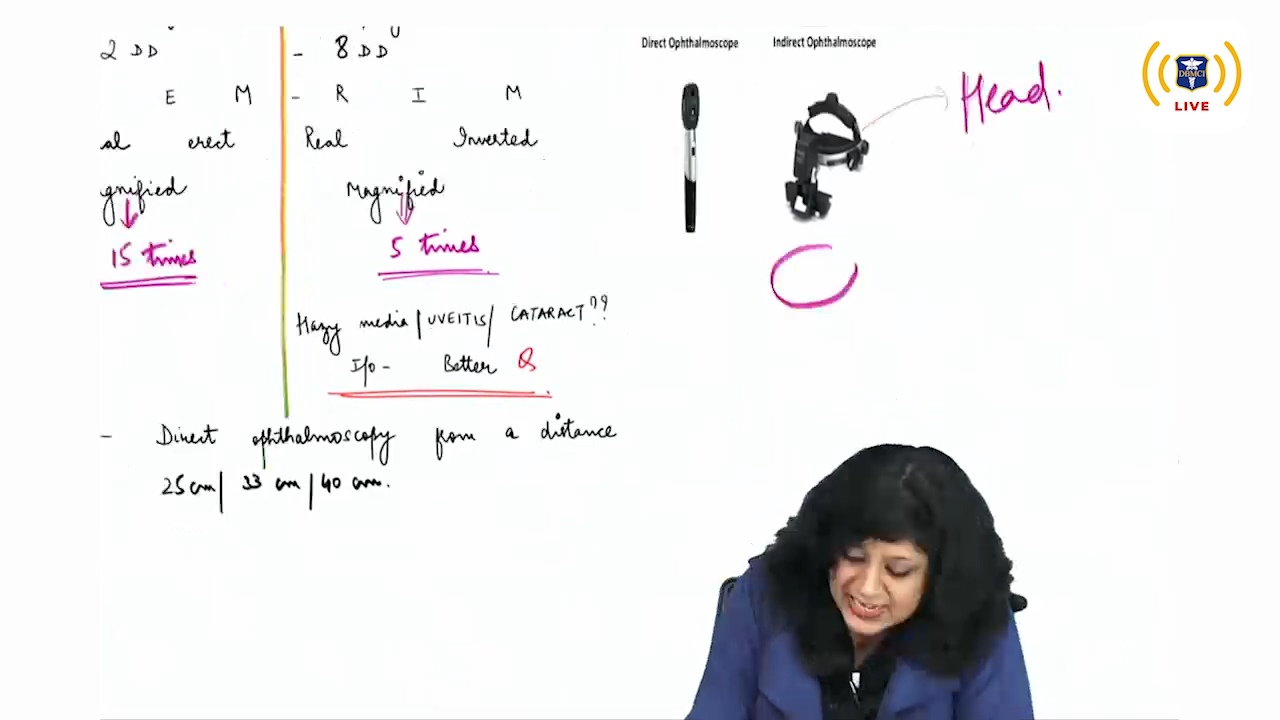 2 DD - 8 DD
E M - R I M
al erect Real Inverted
gnified Magnified
15 times 5 times
Hazy media / UVEITIS / CATARACT??
I/o - Better Q
- Direct ophthalmoscopy from a distance
25 cm / 33 cm / 40 cm.
Direct Ophthalmoscope Indirect Ophthalmoscope
Head.
DBMCI
LIVE